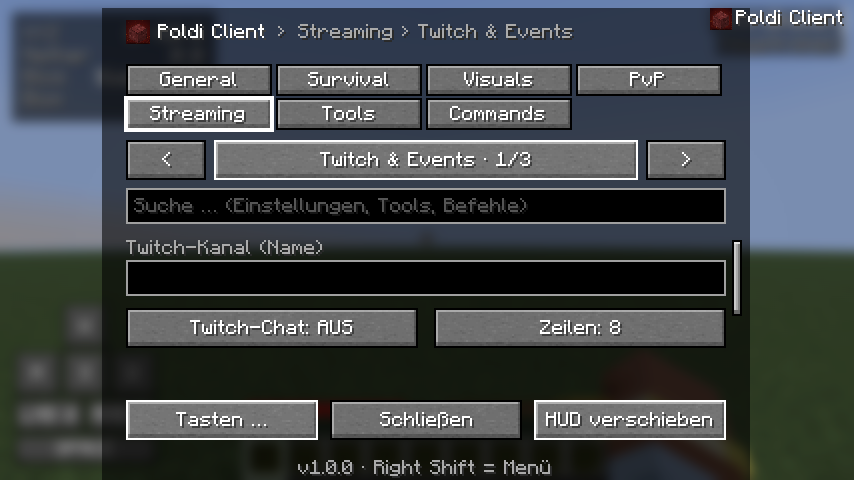 Poldi Client > Streaming > Twitch & Events
Poldi Client
General Survival Visuals PvP
Streaming Tools Commands
< Twitch & Events · 1/3 >
Suche ... (Einstellungen, Tools, Befehle)
Twitch-Kanal (Name)
Twitch-Chat: AUS Zeilen: 8
Tasten ... Schließen HUD verschieben
v1.0.0 · Right Shift = Menü